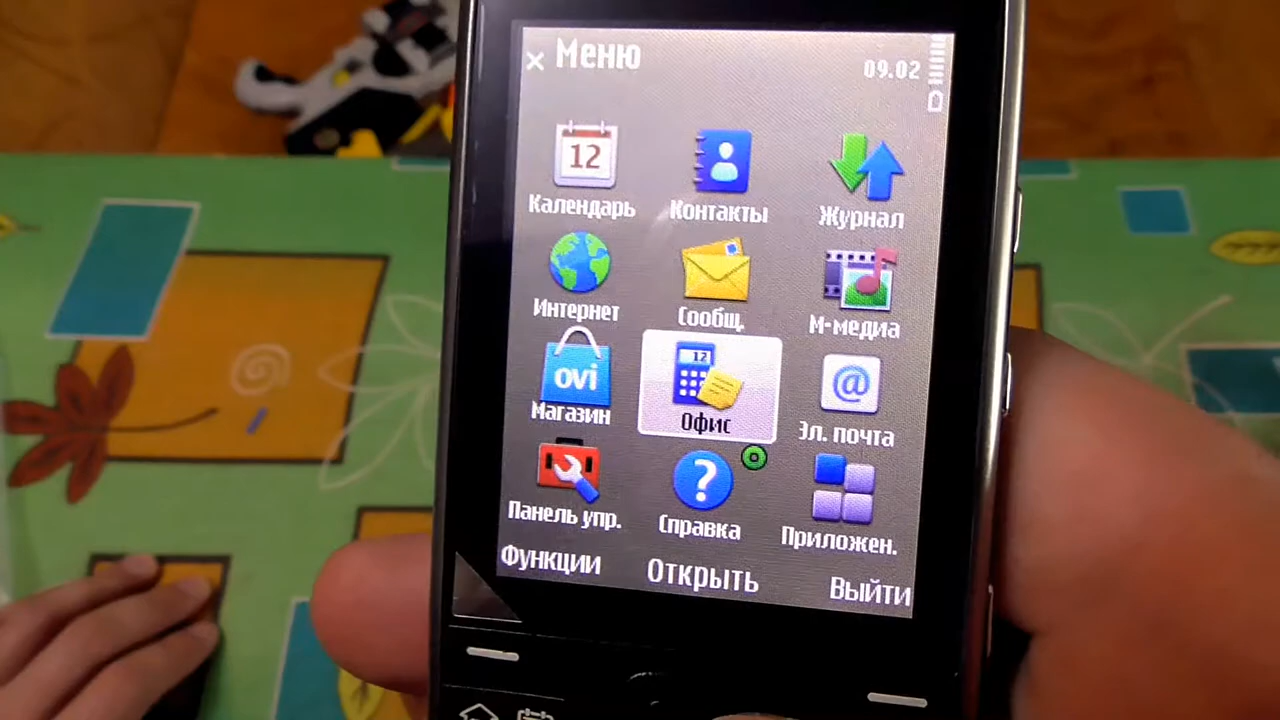 Меню
09.02
12
Календарь
Контакты
Журнал
Интернет
Сообщ.
М-медиа
ovi
Магазин
12
Офис
@
Эл. почта
Панель упр.
?
Справка
Приложен.
Функции
Открыть
Выйти